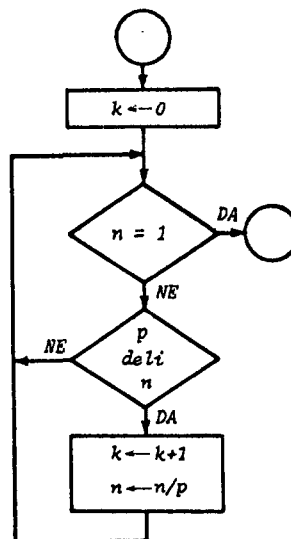 k ← 0
n = 1
DA
NE
p
deli
n
NE
DA
k ← k+1
n ← n/p